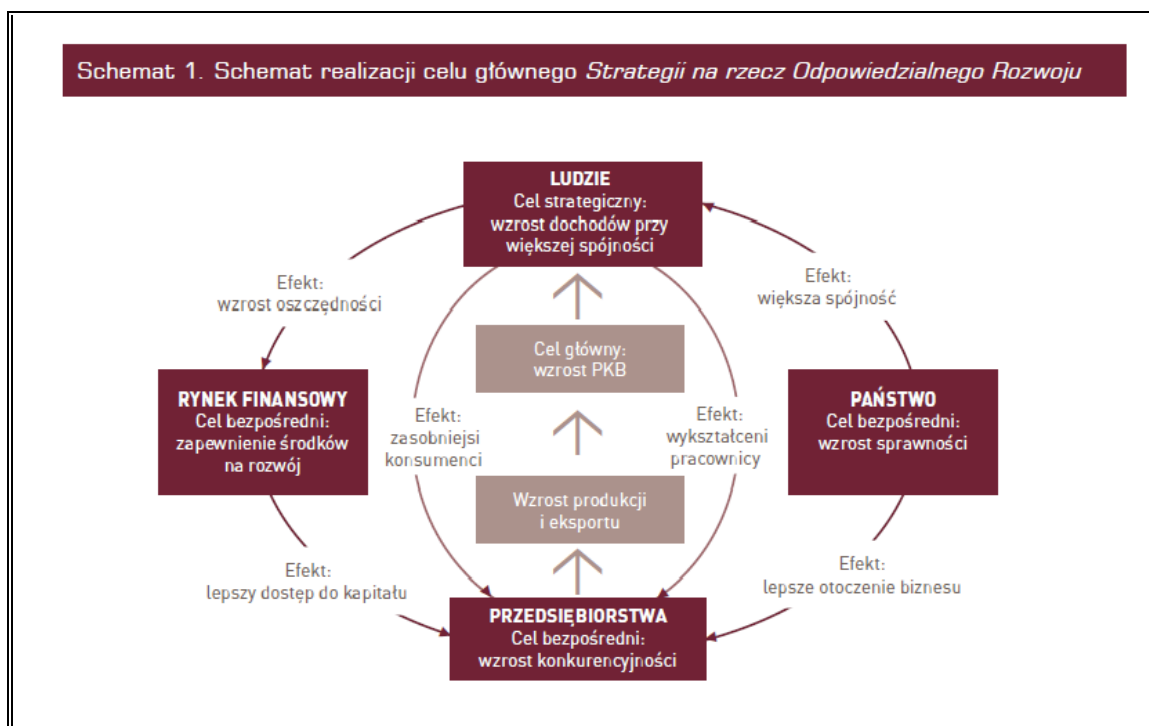 Schemat 1. Schemat realizacji celu głównego Strategii na rzecz Odpowiedzialnego Rozwoju
LUDZIE
Cel strategiczny:
wzrost dochodów przy
większej spójności
Efekt:
wzrost oszczędności
Efekt:
większa spójność
Cel główny:
wzrost PKB
RYNEK FINANSOWY
Cel bezpośredni:
zapewnienie środków
na rozwój
Efekt:
zasobniejsi
konsumenci
Efekt:
wykształceni
pracownicy
PAŃSTWO
Cel bezpośredni:
wzrost sprawności
Wzrost produkcji
i eksportu
Efekt:
lepszy dostęp do kapitału
Efekt:
lepsze otoczenie biznesu
PRZEDSIĘBIORSTWA
Cel bezpośredni:
wzrost konkurencyjności